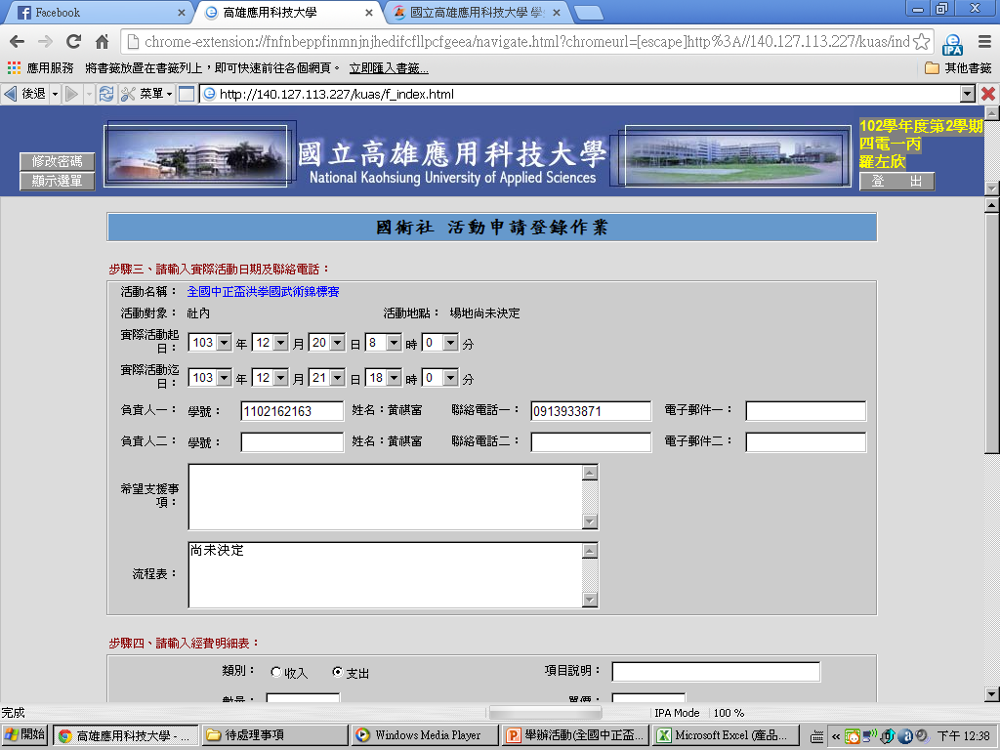 Facebook
高雄應用科技大學
國立高雄應用科技大學 學
chrome-extension://fnfnbeppfinmnjnjhedifcfllpcfgeea/navigate.html?chromeurl=[escape]http%3A//140.127.113.227/kuas/ind
IPA
應用服務 將書籤放置在書籤列上，即可快速前往各個網頁。 立即匯入書籤...
其他書籤
後退
菜單
http://140.127.113.227/kuas/f_index.html
修改密碼
顯示選單
國立高雄應用科技大學
National Kaohsiung University of Applied Sciences
102學年度第2學期
四電一丙
羅左欣
登 出
國術社 活動申請登錄作業
步驟三、請輸入實際活動日期及聯絡電話：
活動名稱： 全國中正盃洪拳國武術錦標賽
活動對象： 社內 活動地點： 場地尚未決定
實際活動起日： 103 年 12 月 20 日 8 時 0 分
實際活動迄日： 103 年 12 月 21 日 18 時 0 分
負責人一： 學號： 1102162163 姓名：黃祺富 聯絡電話一： 0913933871 電子郵件一：
負責人二： 學號： 姓名：黃祺富 聯絡電話二： 電子郵件二：
希望支援事項：
流程表： 尚未決定
步驟四、請輸入經費明細表：
類別： 收入 支出 項目說明：
數量： 單價：
完成
IPA Mode 100 %
開始
高雄應用科技大學 - ...
待處理事項
Windows Media Player
舉辦活動(全國中正盃...
Microsoft Excel (產品...
下午 12:38